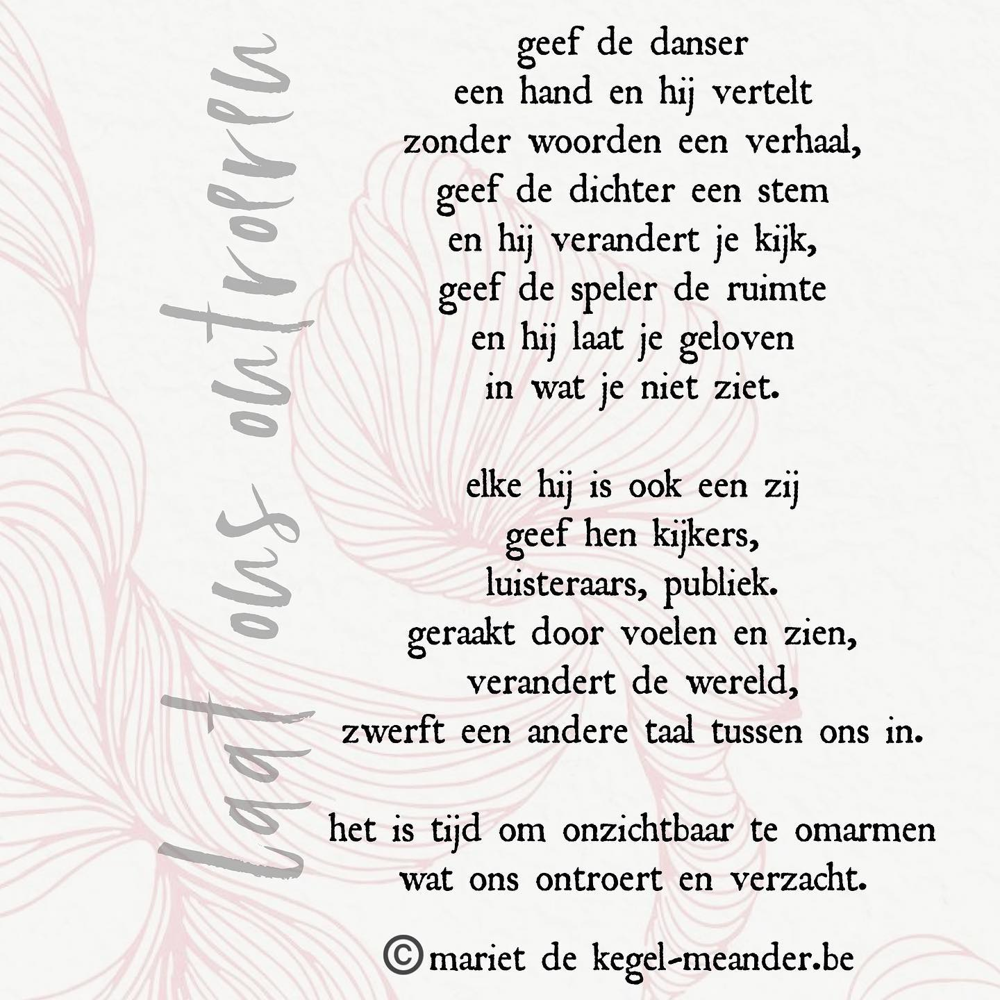 laat ons ontroeren
geef de danser
een hand en hij vertelt
zonder woorden een verhaal,
geef de dichter een stem
en hij verandert je kijk,
geef de speler de ruimte
en hij laat je geloven
in wat je niet ziet.
elke hij is ook een zij
geef hen kijkers,
luisteraars, publiek.
geraakt door voelen en zien,
verandert de wereld,
zwerft een andere taal tussen ons in.
het is tijd om onzichtbaar te omarmen
wat ons ontroert en verzacht.
©mariet de kegel-meander.be